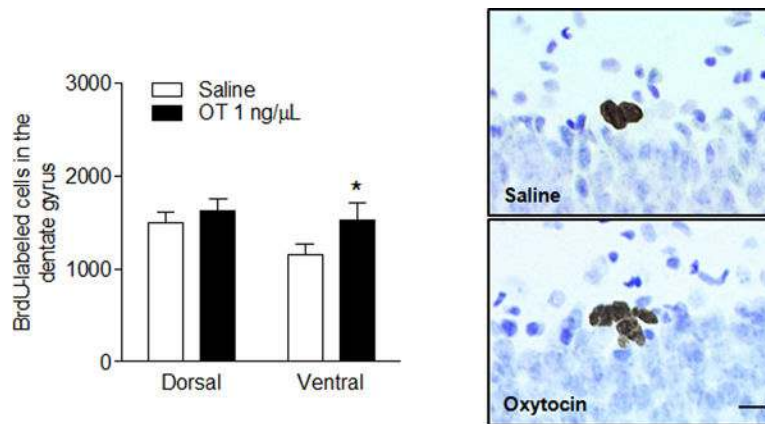 BrdU-labeled cells in the
dentate gyrus
3000
2000
1000
0
Saline
OT 1 ng/μL
*
Dorsal
Ventral
Saline
Oxytocin